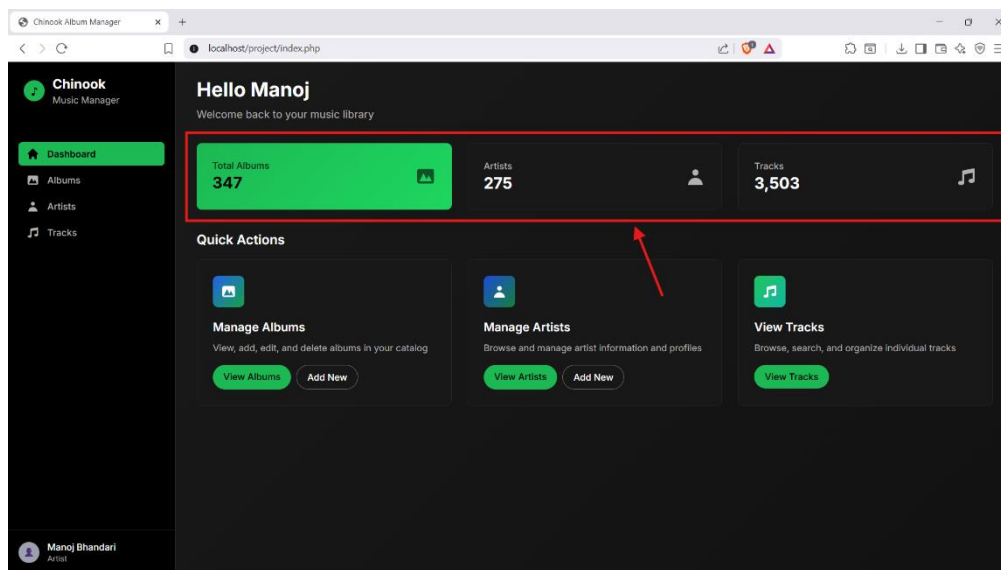 Chinook Album Manager
localhost/project/index.php
Chinook
Music Manager
Dashboard
Albums
Artists
Tracks
Manoj Bhandari
Artist
Hello Manoj
Welcome back to your music library
Total Albums
347
Artists
275
Tracks
3,503
Quick Actions
Manage Albums
View, add, edit, and delete albums in your catalog
View Albums
Add New
Manage Artists
Browse and manage artist information and profiles
View Artists
Add New
View Tracks
Browse, search, and organize individual tracks
View Tracks